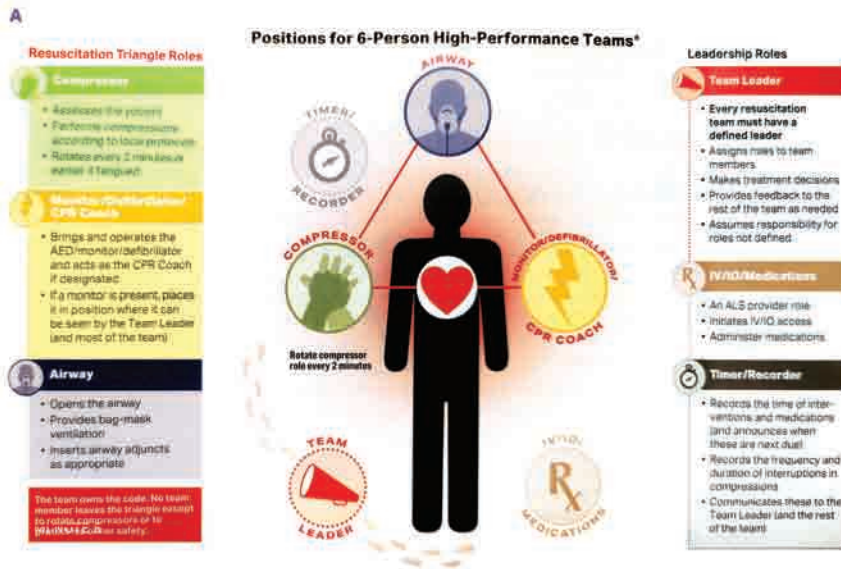 A
Positions for 6-Person High-Performance Teams*
Resuscitation Triangle Roles
Compressor
• Assesses the patient
• Performs compressions
according to local protocols
• Rotates every 2 minutes or
earlier if fatigued
Monitor/Defibrillator/
CPR Coach
• Brings and operates the
AED/monitor/defibrillator
and acts as the CPR Coach
if designated
• If a monitor is present, places
it in position where it can
be seen by the Team Leader
(and most of the team)
Airway
• Opens the airway
• Provides bag-mask
ventilation
• Inserts airway adjuncts
as appropriate
The team owns the code. No team
member leaves the triangle except
to rotate compressors or to
safety.
AIRWAY
TIMER/
RECORDER
COMPRESSOR
MONITOR/DEFIBRILLATOR/
CPR COACH
Rotate compressor
role every 2 minutes
TEAM
LEADER
IV/IO/
MEDICATIONS
Leadership Roles
Team Leader
• Every resuscitation
team must have a
defined leader
• Assigns roles to team
members
• Makes treatment decisions
• Provides feedback to the
rest of the team as needed
• Assumes responsibility for
roles not defined
IV/IO/Medications
• An ALS provider role
• Initiates IV/IO access
• Administer medications
Timer/Recorder
• Records the time of inter-
ventions and medications
(and announces when
these are next due)
• Records the frequency and
duration of interruptions in
compressions
• Communicates these to the
Team Leader (and the rest
of the team)